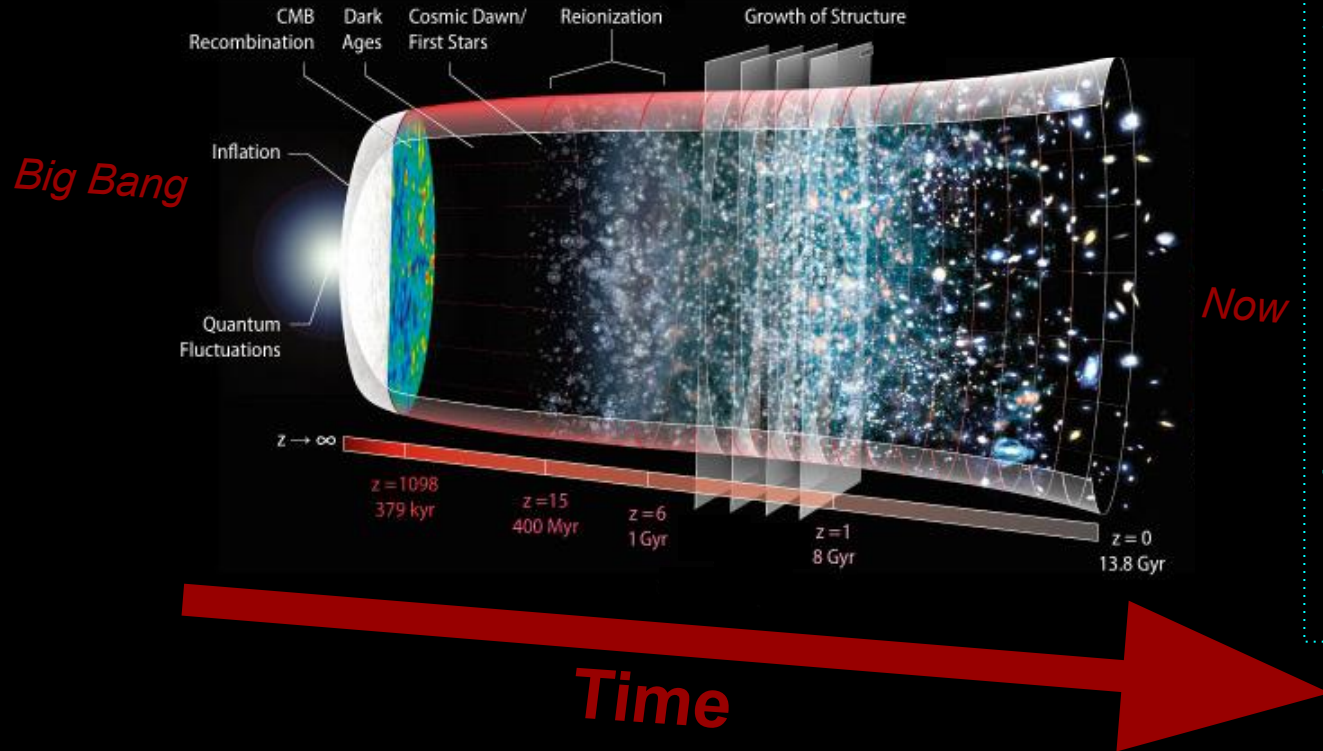 CMB
Recombination
Dark
Ages
Cosmic Dawn/
First Stars
Reionization
Growth of Structure
Inflation
Big Bang
Quantum
Fluctuations
Now
z → ∞
z = 1098
379 kyr
z = 15
400 Myr
z = 6
1 Gyr
z = 1
8 Gyr
z = 0
13.8 Gyr
Time